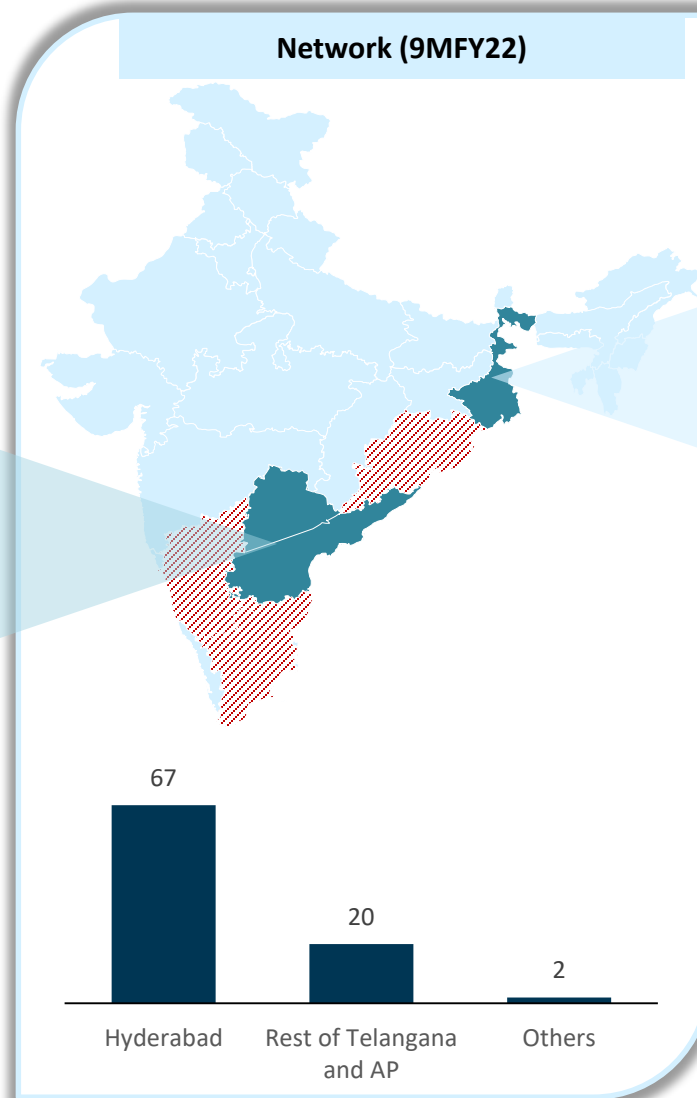 Network (9MFY22)
67
20
2
Hyderabad
Rest of Telangana
and AP
Others